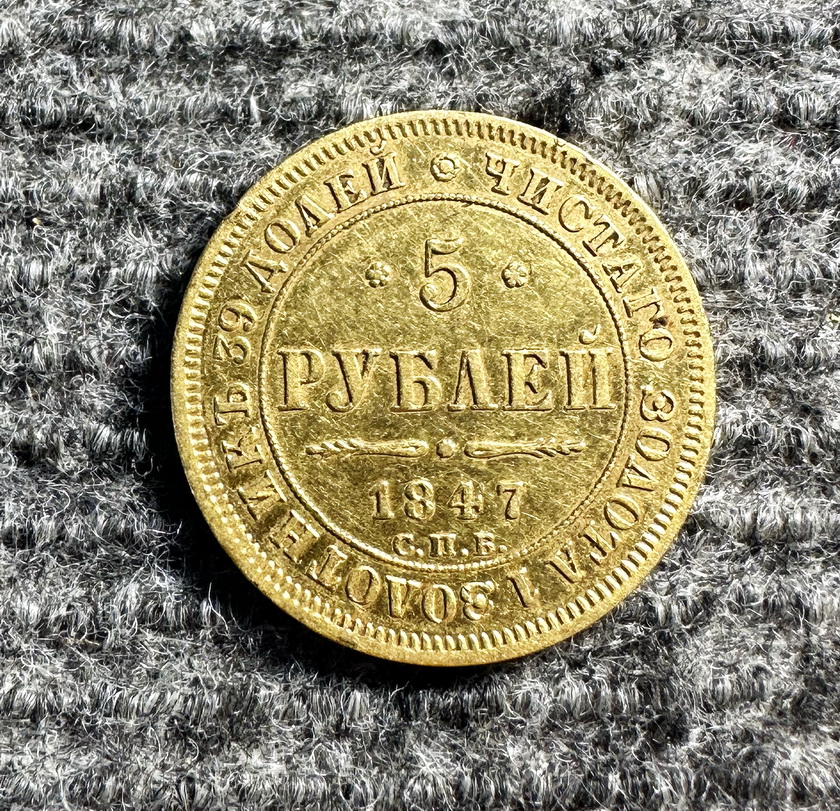 ЧИСТАГО ЗОЛОТА 1 ЗОЛОТНИКЪ 39 ДОЛЕЙ
5
РУБЛЕЙ
1847
С.П.Б.